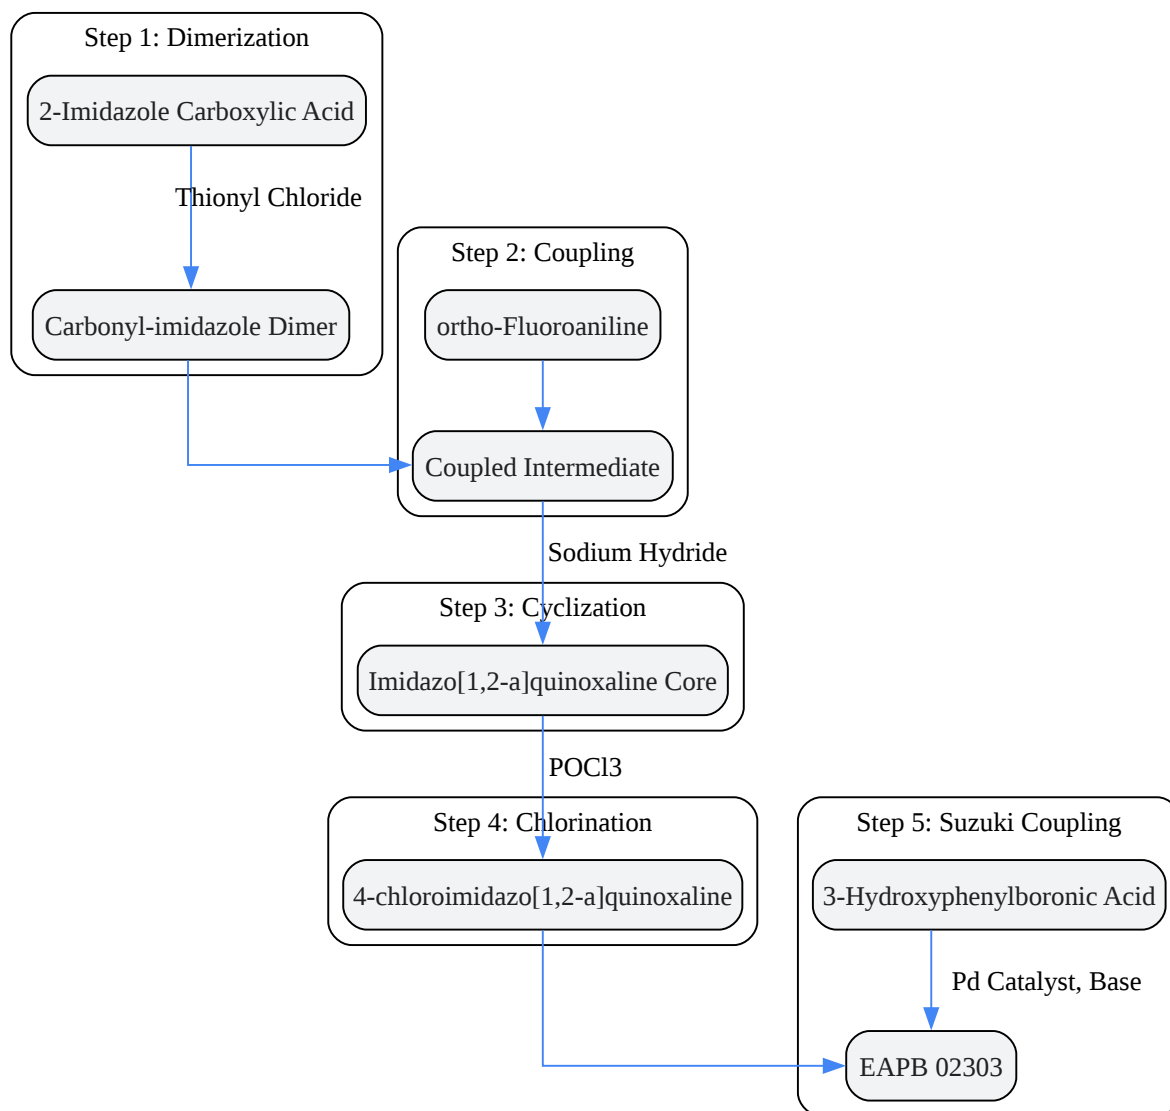 Step 1: Dimerization
2-Imidazole Carboxylic Acid
Thionyl Chloride
Carbonyl-imidazole Dimer
Step 2: Coupling
ortho-Fluoroaniline
Coupled Intermediate
Sodium Hydride
Step 3: Cyclization
Imidazo[1,2-a]quinoxaline Core
POCl3
Step 4: Chlorination
4-chloroimidazo[1,2-a]quinoxaline
Step 5: Suzuki Coupling
3-Hydroxyphenylboronic Acid
Pd Catalyst, Base
EAPB 02303